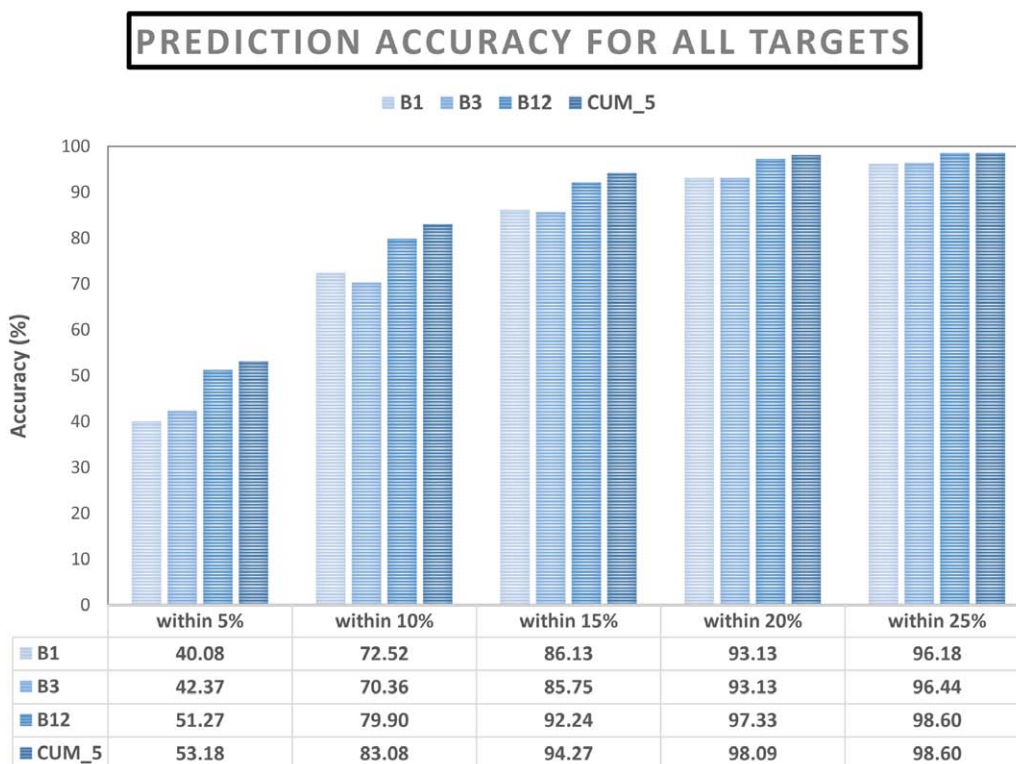 PREDICTION ACCURACY FOR ALL TARGETS
B1 B3 B12 CUM_5
Accuracy (%)
100
90
80
70
60
50
40
30
20
10
0
within 5% within 10% within 15% within 20% within 25%
B1 40.08 72.52 86.13 93.13 96.18
B3 42.37 70.36 85.75 93.13 96.44
B12 51.27 79.90 92.24 97.33 98.60
CUM_5 53.18 83.08 94.27 98.09 98.60